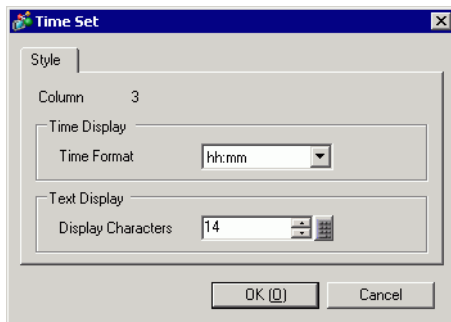 Time Set
Style
Column 3
Time Display
Time Format hh:mm
Text Display
Display Characters 14
OK (O) Cancel